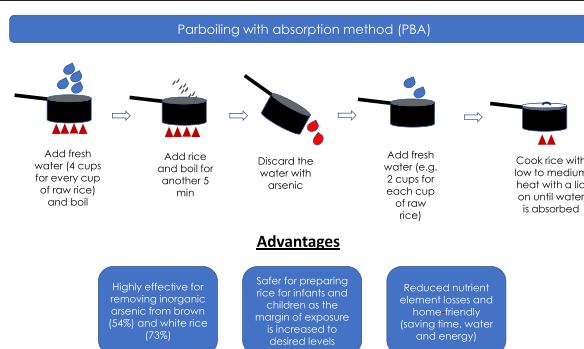 Parboiling with absorption method (PBA)
Add fresh
water (4 cups
for every cup
of raw rice)
and boil
Add rice
and boil for
another 5
min
Discard the
water with
arsenic
Add fresh
water (e.g.
2 cups for
each cup
of raw
rice)
Cook rice with
low to medium
heat with a lid
on until water
is absorbed
Advantages
Highly effective for
removing inorganic
arsenic from brown
(54%) and white rice
(73%)
Safer for preparing
rice for infants and
children as the
margin of exposure
is increased to
desired levels
Reduced nutrient
element losses and
home-friendly
(saving time, water
and energy)